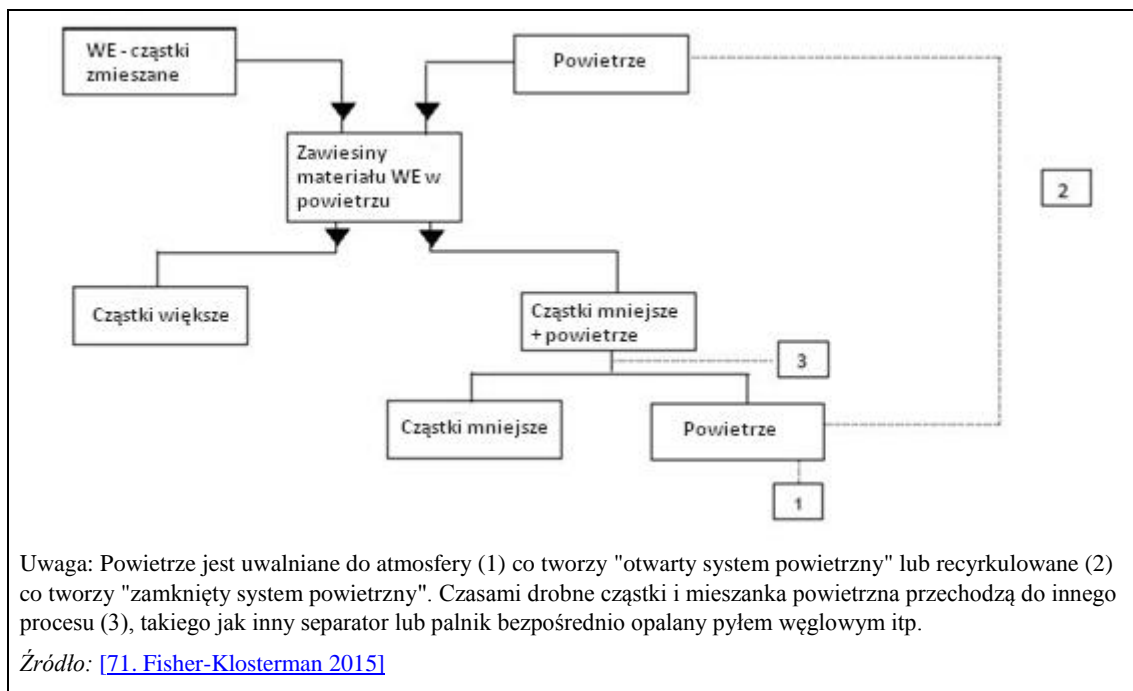 WE - cząstki
zmieszane
Powietrze
Zawiesiny
materiału WE w
powietrzu
2
Cząstki większe
Cząstki mniejsze
+ powietrze
3
Cząstki mniejsze
Powietrze
1
Uwaga: Powietrze jest uwalniane do atmosfery (1) co tworzy "otwarty system powietrzny" lub recyrkulowane (2)
co tworzy "zamknięty system powietrzny". Czasami drobne cząstki i mieszanka powietrzna przechodzą do innego
procesu (3), takiego jak inny separator lub palnik bezpośrednio opalany pyłem węglowym itp.
Źródło: [71. Fisher-Klosterman 2015]